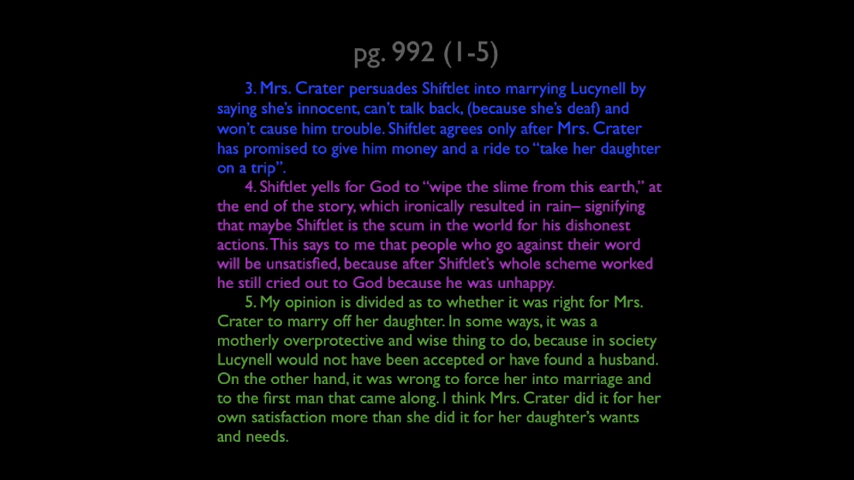 pg. 992 (1-5)
3. Mrs. Crater persuades Shiftlet into marrying Lucynell by
saying she's innocent, can't talk back, (because she's deaf) and
won't cause him trouble. Shiftlet agrees only after Mrs. Crater
has promised to give him money and a ride to “take her daughter
on a trip”.
4. Shiftlet yells for God to “wipe the slime from this earth,” at
the end of the story, which ironically resulted in rain– signifying
that maybe Shiftlet is the scum in the world for his dishonest
actions. This says to me that people who go against their word
will be unsatisfied, because after Shiftlet's whole scheme worked
he still cried out to God because he was unhappy.
5. My opinion is divided as to whether it was right for Mrs.
Crater to marry off her daughter. In some ways, it was a
motherly overprotective and wise thing to do, because in society
Lucynell would not have been accepted or have found a husband.
On the other hand, it was wrong to force her into marriage and
to the first man that came along. I think Mrs. Crater did it for her
own satisfaction more than she did it for her daughter's wants
and needs.